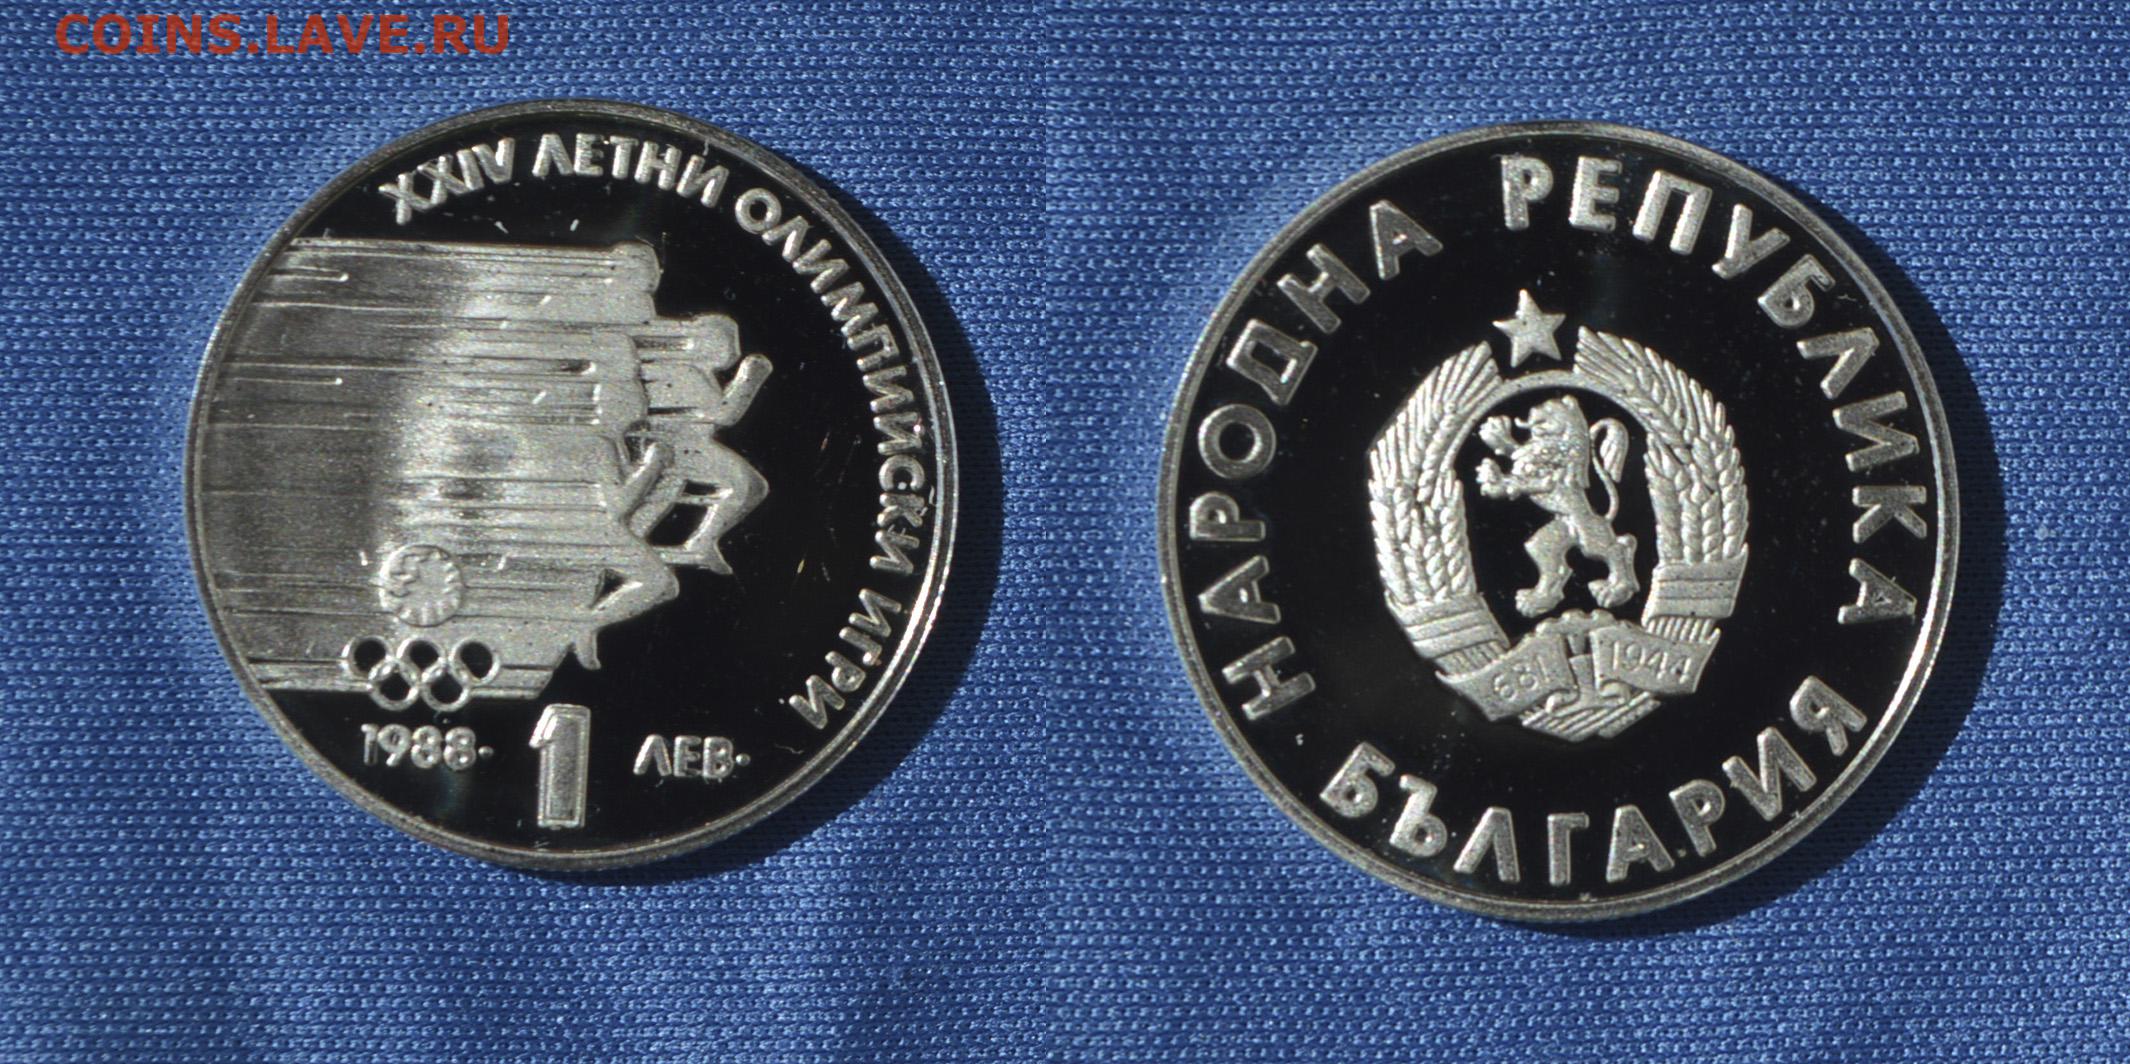 COINS.LAVE.RU
XXIV ЛЕТНИ ОЛИМПИЙСКИ ИГРИ
1988· 1 ЛЕВ·
НАРОДНА РЕПУБЛИКА БЪЛГАРИЯ
681 1944